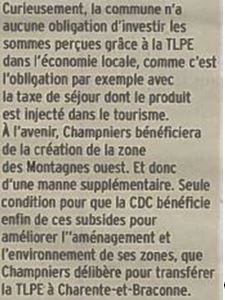 Curieusement, la commune n'a
aucune obligation d'investir les
sommes perçues grâce à la TLPE
dans l'économie locale, comme c'est
l'obligation par exemple avec
la taxe de séjour dont le produit
est injecté dans le tourisme.
À l'avenir, Champniers bénéficiera
de la création de la zone
des Montagnes ouest. Et donc
d'une manne supplémentaire. Seule
condition pour que la CDC bénéficie
enfin de ces subsides pour
améliorer l''aménagement et
l'environnement de ses zones, que
Champniers délibère pour transférer
la TLPE à Charente-et-Braconne.